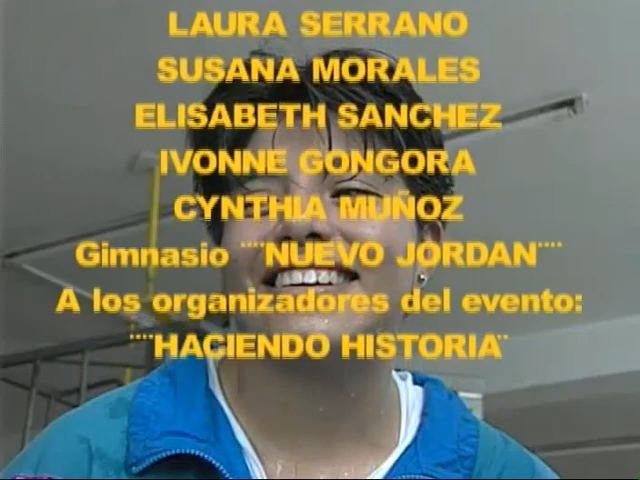 LAURA SERRANO
SUSANA MORALES
ELISABETH SANCHEZ
IVONNE GONGORA
CYNTHIA MUÑOZ
Gimnasio ¨¨NUEVO JORDAN¨¨
A los organizadores del evento:
¨¨HACIENDO HISTORIA¨